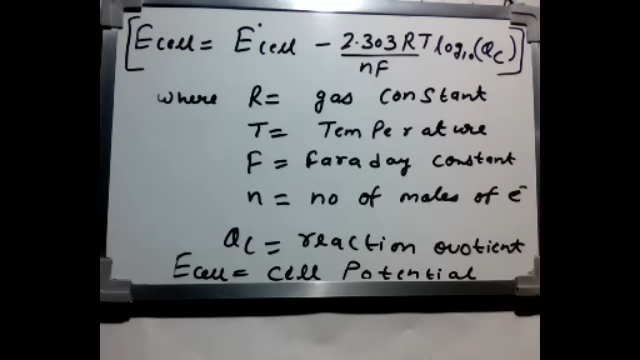 [Ecell = E°cell - 2.303RT/nF log₁₀(Qc)]
where R = gas constant
T = Temperature
F = Faraday constant
n = no of moles of e⁻
Qc = reaction quotient
Ecell = cell Potential